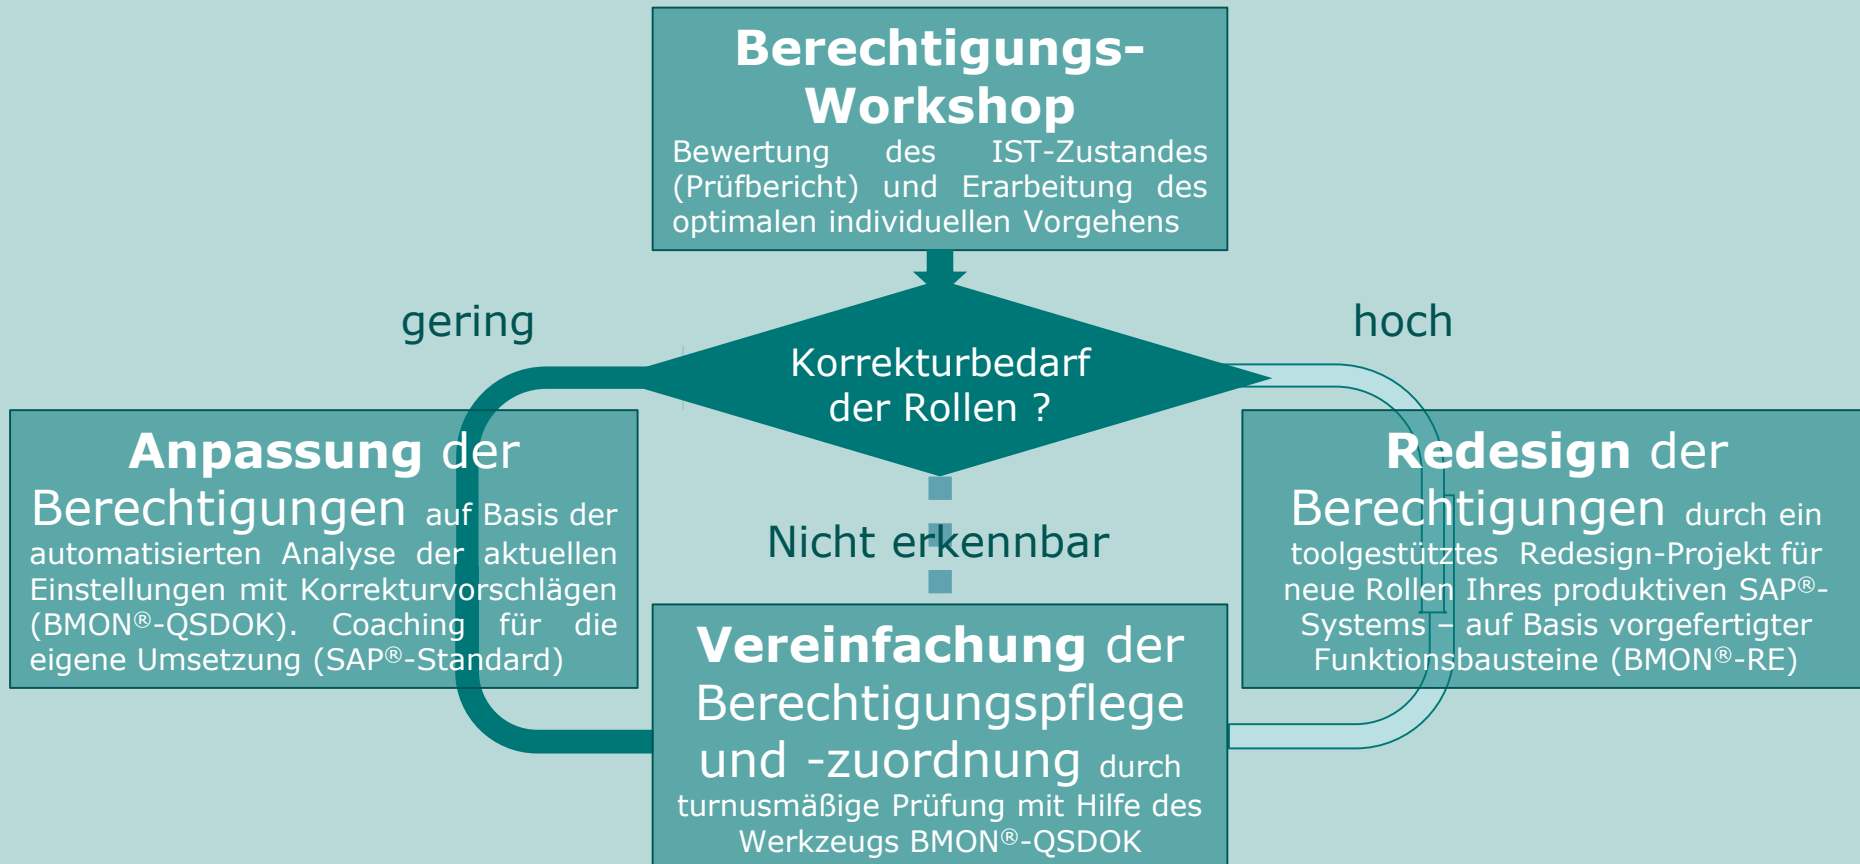 Berechtigungs-
Workshop
Bewertung des IST-Zustandes
(Prüfbericht) und Erarbeitung des
optimalen individuellen Vorgehens
gering
hoch
Korrekturbedarf
der Rollen ?
Anpassung der
Berechtigungen auf Basis der
automatisierten Analyse der aktuellen
Einstellungen mit Korrekturvorschlägen
(BMON®-QSDOK). Coaching für die
eigene Umsetzung (SAP®-Standard)
Nicht erkennbar
Redesign der
Berechtigungen durch ein
toolgestütztes Redesign-Projekt für
neue Rollen Ihres produktiven SAP®-
Systems – auf Basis vorgefertigter
Funktionsbausteine (BMON®-RE)
Vereinfachung der
Berechtigungspflege
und -zuordnung durch
turnusmäßige Prüfung mit Hilfe des
Werkzeugs BMON®-QSDOK